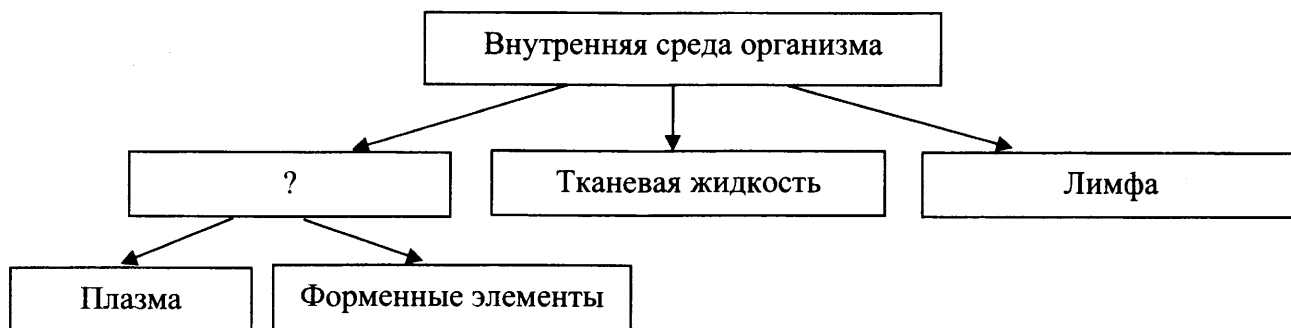 Внутренняя среда организма
?
Тканевая жидкость
Лимфа
Плазма
Форменные элементы